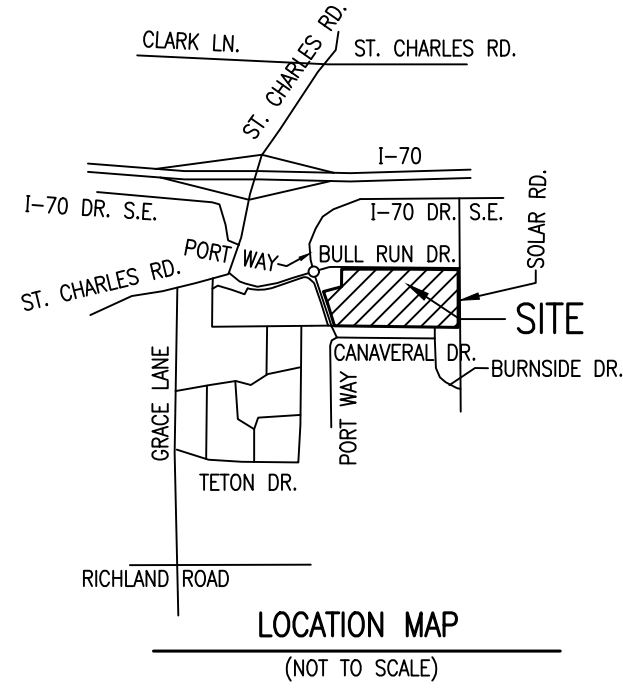 CLARK LN.
ST. CHARLES RD.
ST. CHARLES RD.
I-70
I-70 DR. S.E.
I-70 DR. S.E.
SOLAR RD.
PORT WAY
BULL RUN DR.
ST. CHARLES RD.
SITE
CANAVERAL DR.
BURNSIDE DR.
GRACE LANE
PORT WAY
TETON DR.
RICHLAND ROAD
LOCATION MAP
(NOT TO SCALE)